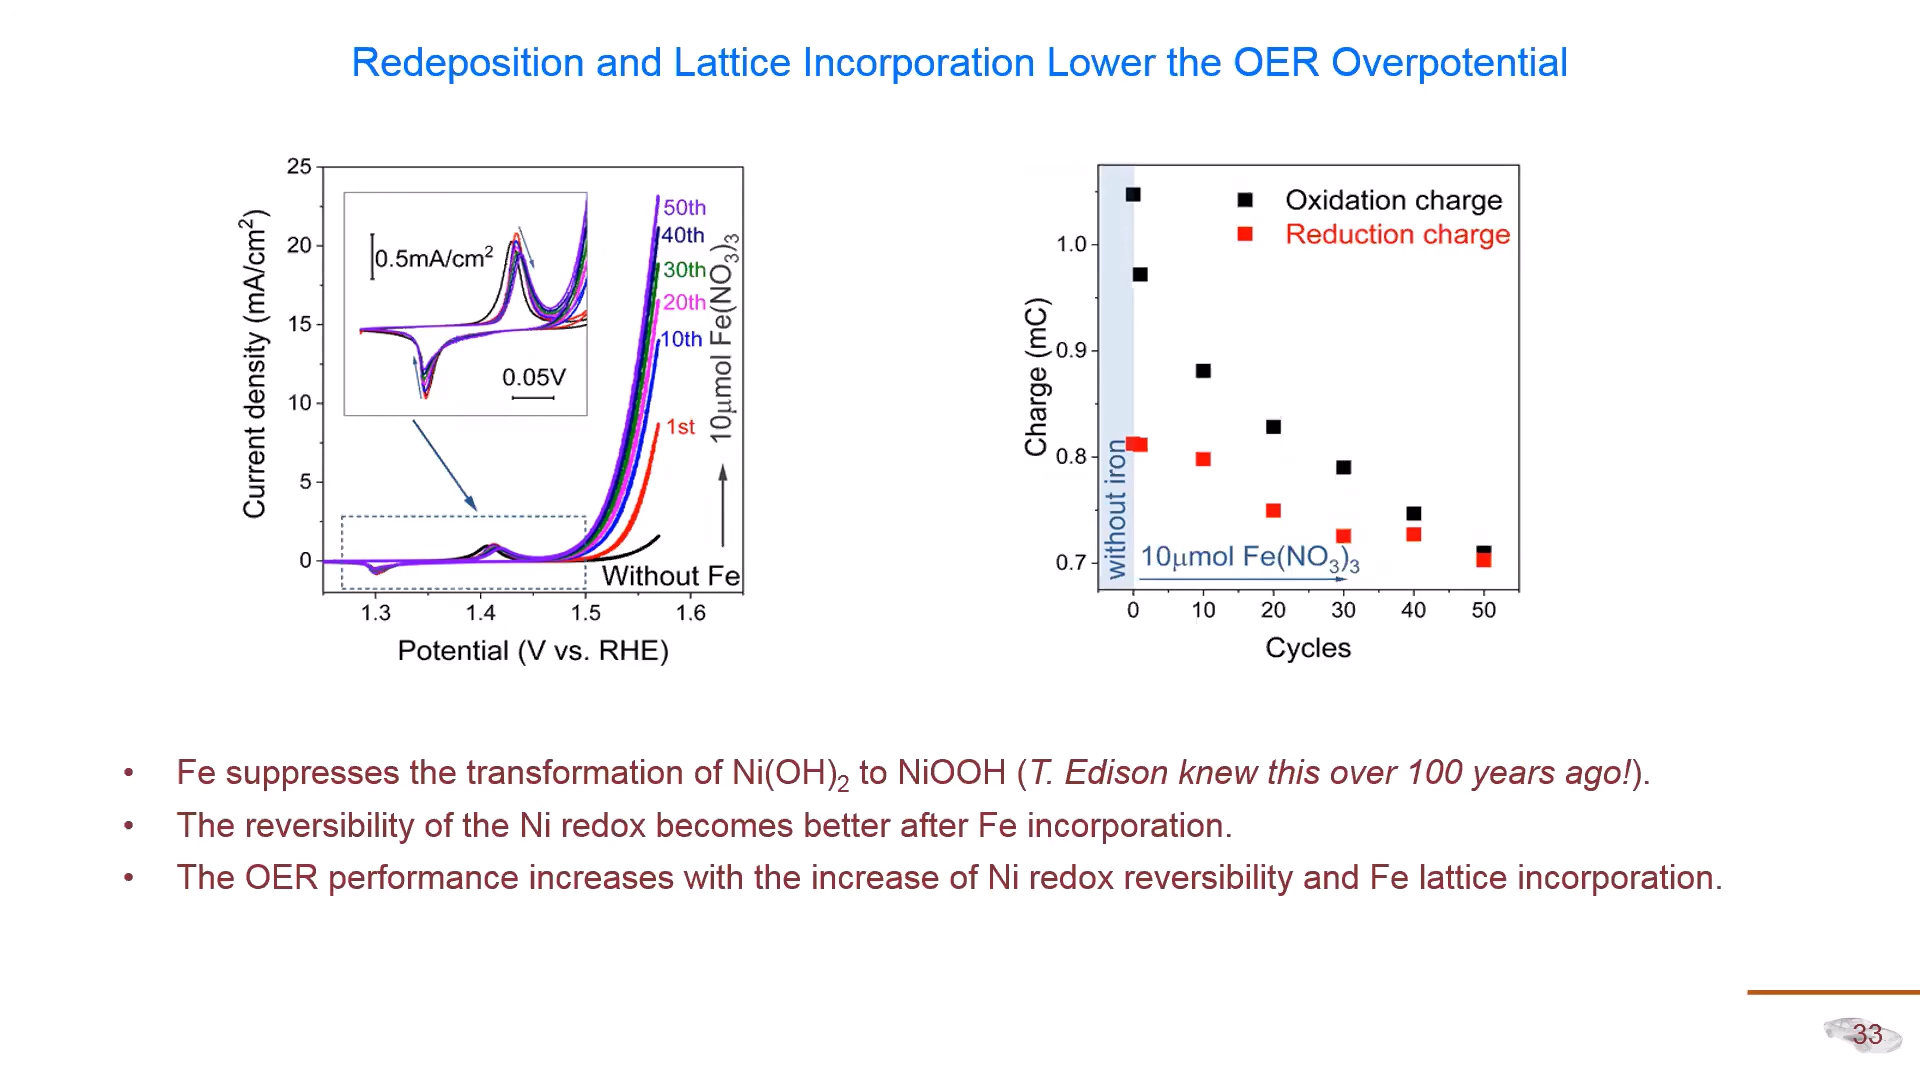 Redeposition and Lattice Incorporation Lower the OER Overpotential
25
20
15
10
5
0
Current density (mA/cm²)
0.5mA/cm²
0.05V
50th
40th
30th
20th
10th
1st
Without Fe
10μmol Fe(NO₃)₃
1.3
1.4
1.5
1.6
Potential (V vs. RHE)
Oxidation charge
Reduction charge
1.0
0.9
0.8
0.7
Charge (mC)
without iron
10μmol Fe(NO₃)₃
0
10
20
30
40
50
Cycles
• Fe suppresses the transformation of Ni(OH)₂ to NiOOH (T. Edison knew this over 100 years ago!).
• The reversibility of the Ni redox becomes better after Fe incorporation.
• The OER performance increases with the increase of Ni redox reversibility and Fe lattice incorporation.
33